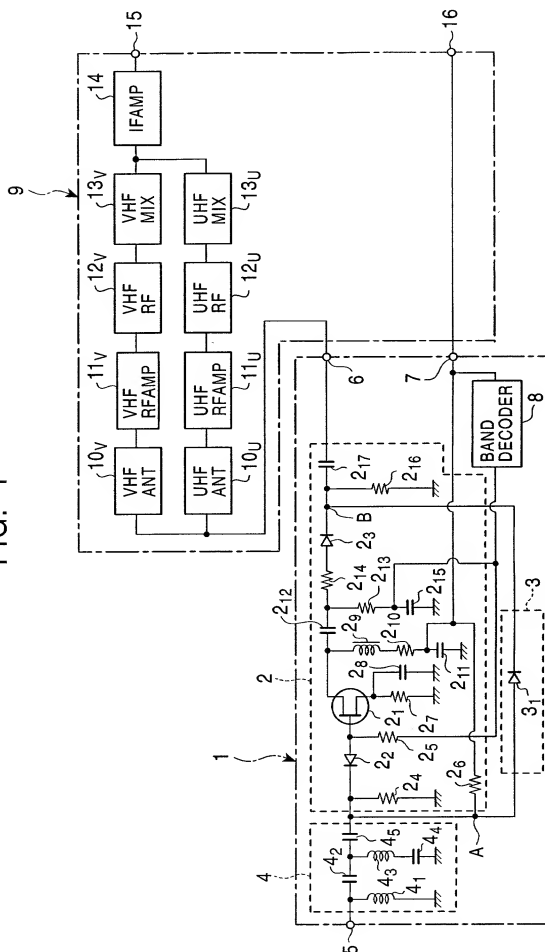 FIG. 1
9
15
16
14
IFAMP
13V
VHF
MIX
13U
UHF
MIX
12V
VHF
RF
12U
UHF
RF
11V
VHF
RFAMP
11U
UHF
RFAMP
10V
VHF
ANT
10U
UHF
ANT
6
7
8
BAND
DECODER
1
2
217
216
B
23
214
213
215
212
29
210
211
28
27
21
22
25
24
26
A
3
31
4
45
42
44
43
41
5